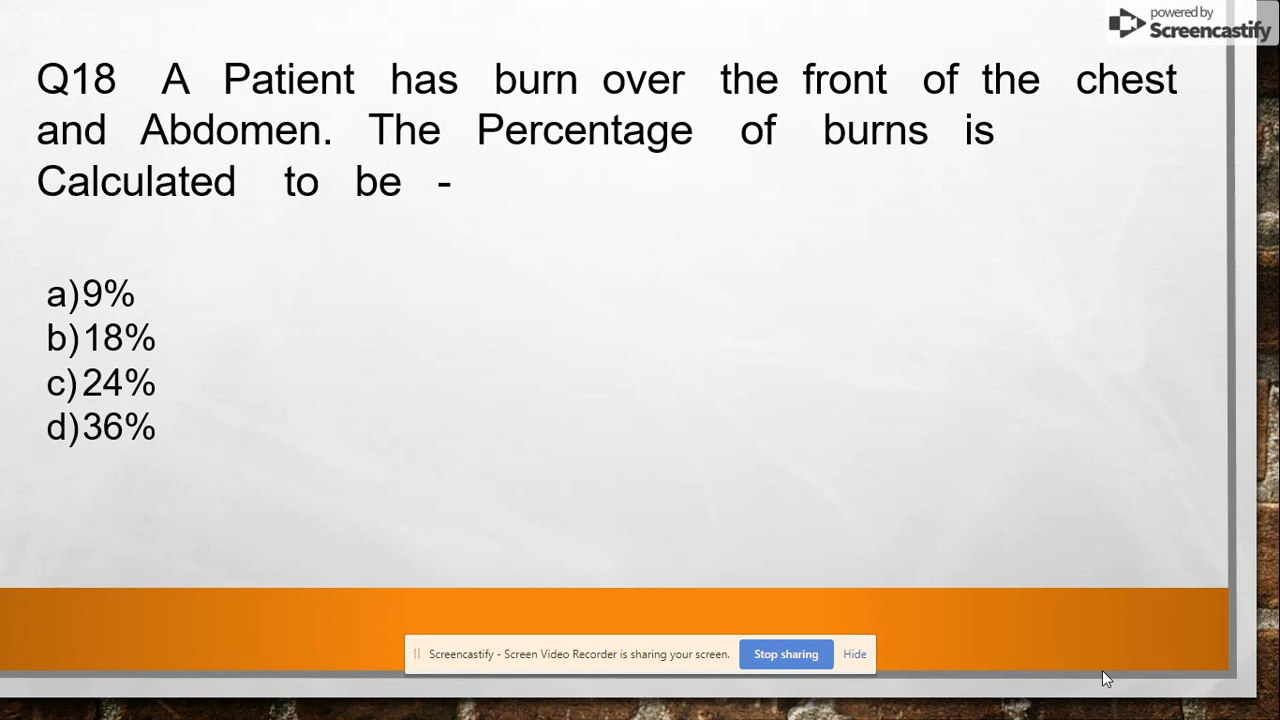 powered by
Screencastify
Q18 A Patient has burn over the front of the chest
and Abdomen. The Percentage of burns is
Calculated to be -
a)9%
b)18%
c)24%
d)36%
Screencastify - Screen Video Recorder is sharing your screen. Stop sharing Hide